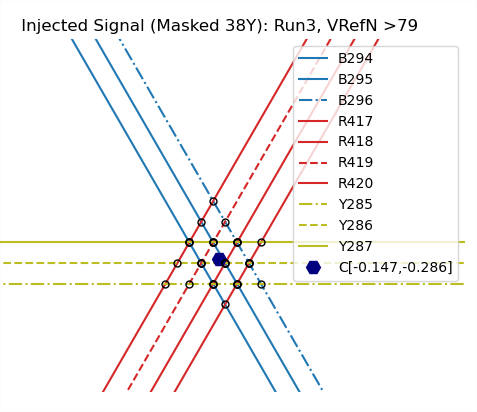 Injected Signal (Masked 38Y): Run3, VRefN >79
B294
B295
B296
R417
R418
R419
R420
Y285
Y286
Y287
C[-0.147,-0.286]